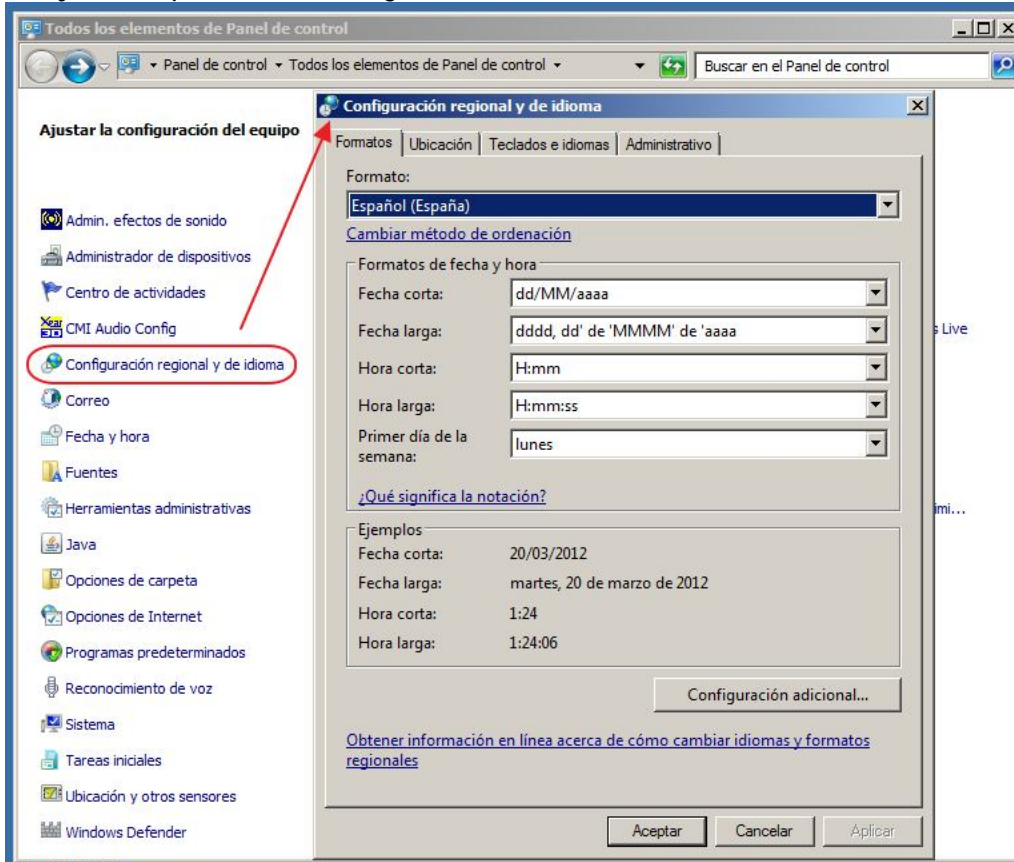 Todos los elementos de Panel de control
Panel de control
Todos los elementos de Panel de control
Buscar en el Panel de control
Ajustar la configuración del equipo
Admin. efectos de sonido
Administrador de dispositivos
Centro de actividades
CMI Audio Config
Configuración regional y de idioma
Correo
Fecha y hora
Fuentes
Herramientas administrativas
Java
Opciones de carpeta
Opciones de Internet
Programas predeterminados
Reconocimiento de voz
Sistema
Tareas iniciales
Ubicación y otros sensores
Windows Defender
Configuración regional y de idioma
Formatos Ubicación Teclados e idiomas Administrativo
Formato:
Español (España)
Cambiar método de ordenación
Formatos de fecha y hora
Fecha corta: dd/MM/aaaa
Fecha larga: dddd, dd' de 'MMMM' de 'aaaa
Hora corta: H:mm
Hora larga: H:mm:ss
Primer día de la
semana: lunes
¿Qué significa la notación?
Ejemplos
Fecha corta: 20/03/2012
Fecha larga: martes, 20 de marzo de 2012
Hora corta: 1:24
Hora larga: 1:24:06
Configuración adicional...
Obtener información en línea acerca de cómo cambiar idiomas y formatos
regionales
Aceptar Cancelar Aplicar
Live